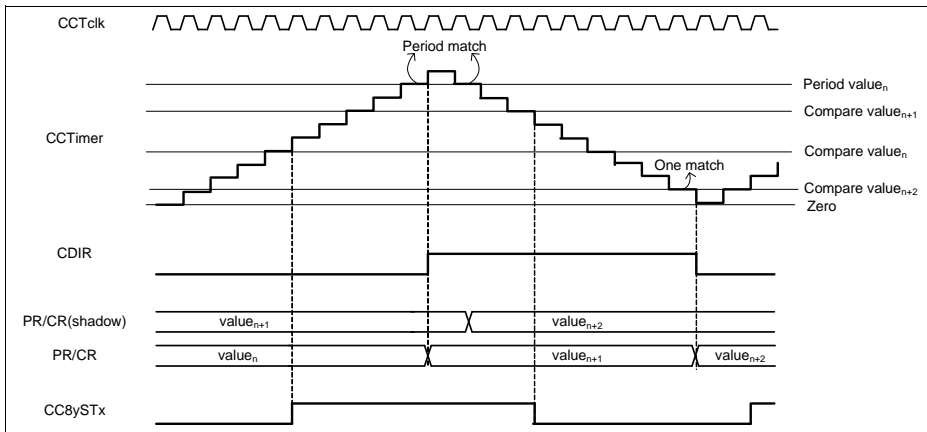 CCTclk
Period match
Period valueₙ
Compare valueₙ₊₁
CCTimer
Compare valueₙ
One match
Compare valueₙ₊₂
Zero
CDIR
PR/CR(shadow) valueₙ₊₁ valueₙ₊₂
PR/CR valueₙ valueₙ₊₁ valueₙ₊₂
CC8ySTx